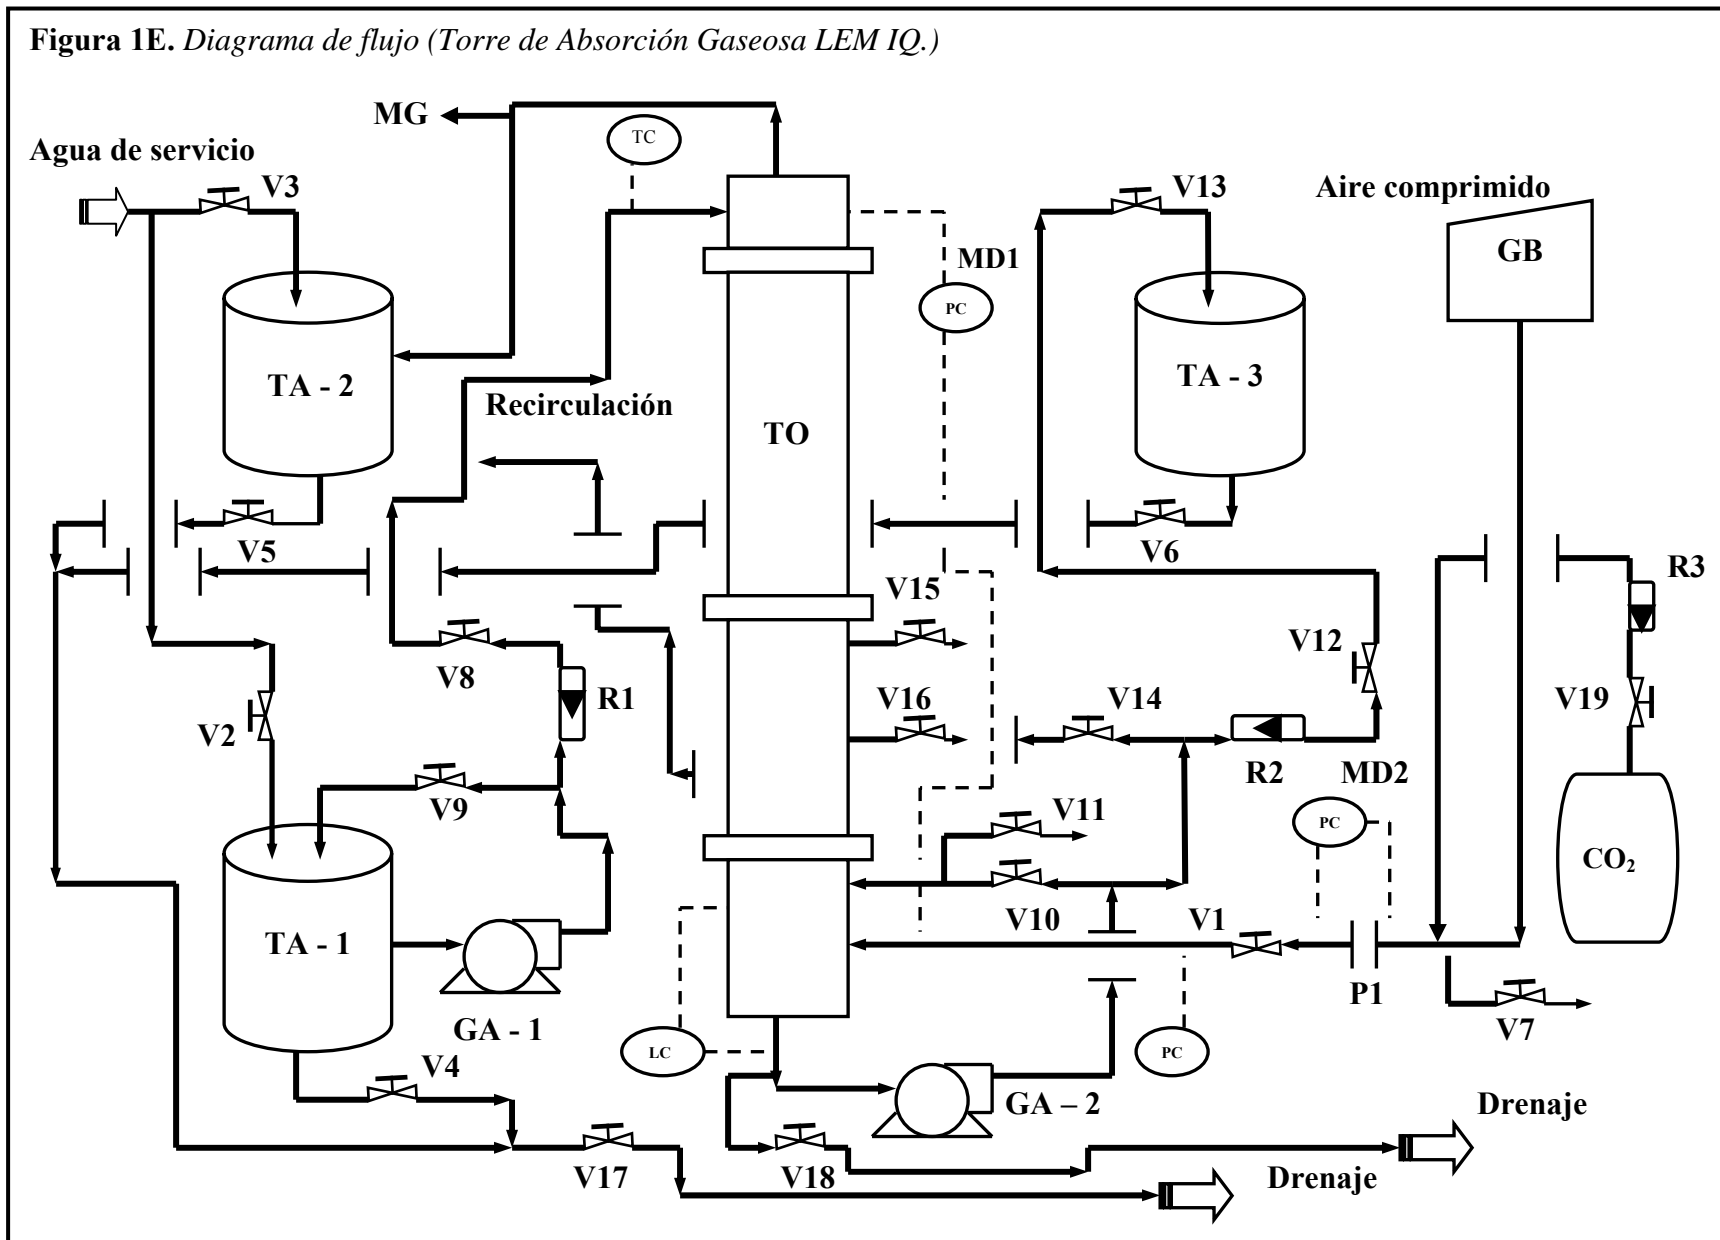 Figura 1E. Diagrama de flujo (Torre de Absorción Gaseosa LEM IQ.)
MG
TC
Agua de servicio
V3
V13
Aire comprimido
GB
MD1
PC
TA - 2
TA - 3
Recirculación
TO
V5
V6
V15
R3
V12
V8
R1
V16
V14
V19
V2
R2
MD2
V9
V11
PC
CO₂
V10
V1
TA - 1
P1
GA - 1
V7
LC
PC
V4
GA – 2
Drenaje
V17
V18
Drenaje